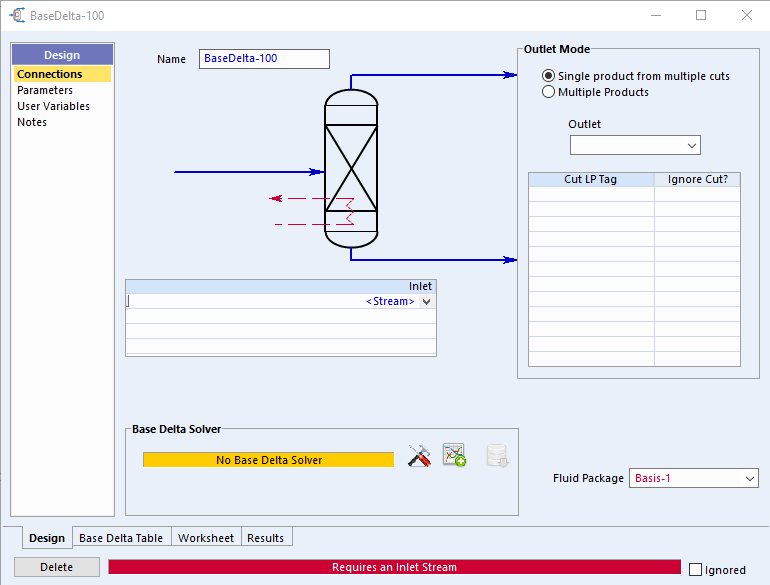 BaseDelta-100
Design
Connections
Parameters
User Variables
Notes
Name
BaseDelta-100
Outlet Mode
Single product from multiple cuts
Multiple Products
Outlet
Cut LP Tag
Ignore Cut?
Inlet
<Stream>
Base Delta Solver
No Base Delta Solver
Fluid Package
Basis-1
Design
Base Delta Table
Worksheet
Results
Delete
Requires an Inlet Stream
Ignored